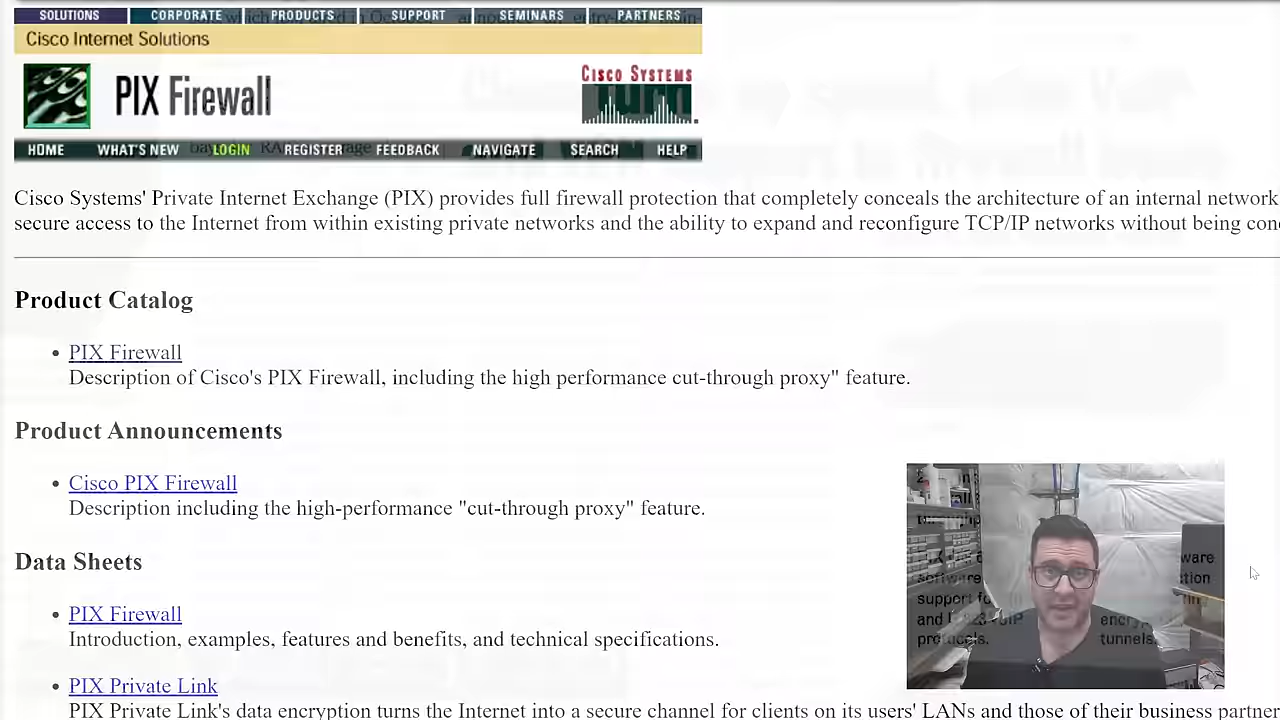 SOLUTIONS CORPORATE PRODUCTS SUPPORT SEMINARS PARTNERS
Cisco Internet Solutions
PIX Firewall
CISCO SYSTEMS
HOME WHAT'S NEW LOGIN REGISTER FEEDBACK NAVIGATE SEARCH HELP
Cisco Systems' Private Internet Exchange (PIX) provides full firewall protection that completely conceals the architecture of an internal network
secure access to the Internet from within existing private networks and the ability to expand and reconfigure TCP/IP networks without being
Product Catalog
• PIX Firewall
Description of Cisco's PIX Firewall, including the high performance cut-through proxy" feature.
Product Announcements
• Cisco PIX Firewall
Description including the high-performance "cut-through proxy" feature.
Data Sheets
• PIX Firewall
Introduction, examples, features and benefits, and technical specifications.
• PIX Private Link
PIX Private Link's data encryption turns the Internet into a secure channel for clients on its users' LANs and those of their business partner
software
support
and
protocols.
tunnels.